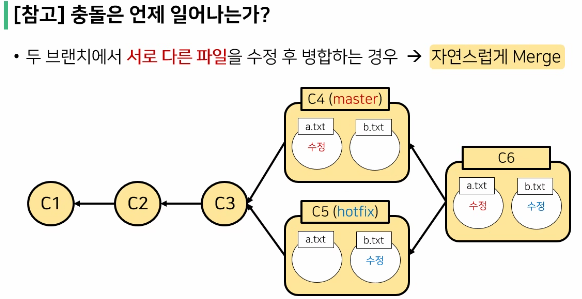 [참고] 충돌은 언제 일어나는가?
• 두 브랜치에서 서로 다른 파일을 수정 후 병합하는 경우 → 자연스럽게 Merge
C4 (master)
a.txt b.txt
수정
C6
a.txt b.txt
수정 수정
C1 C2 C3
C5 (hotfix)
a.txt b.txt
수정